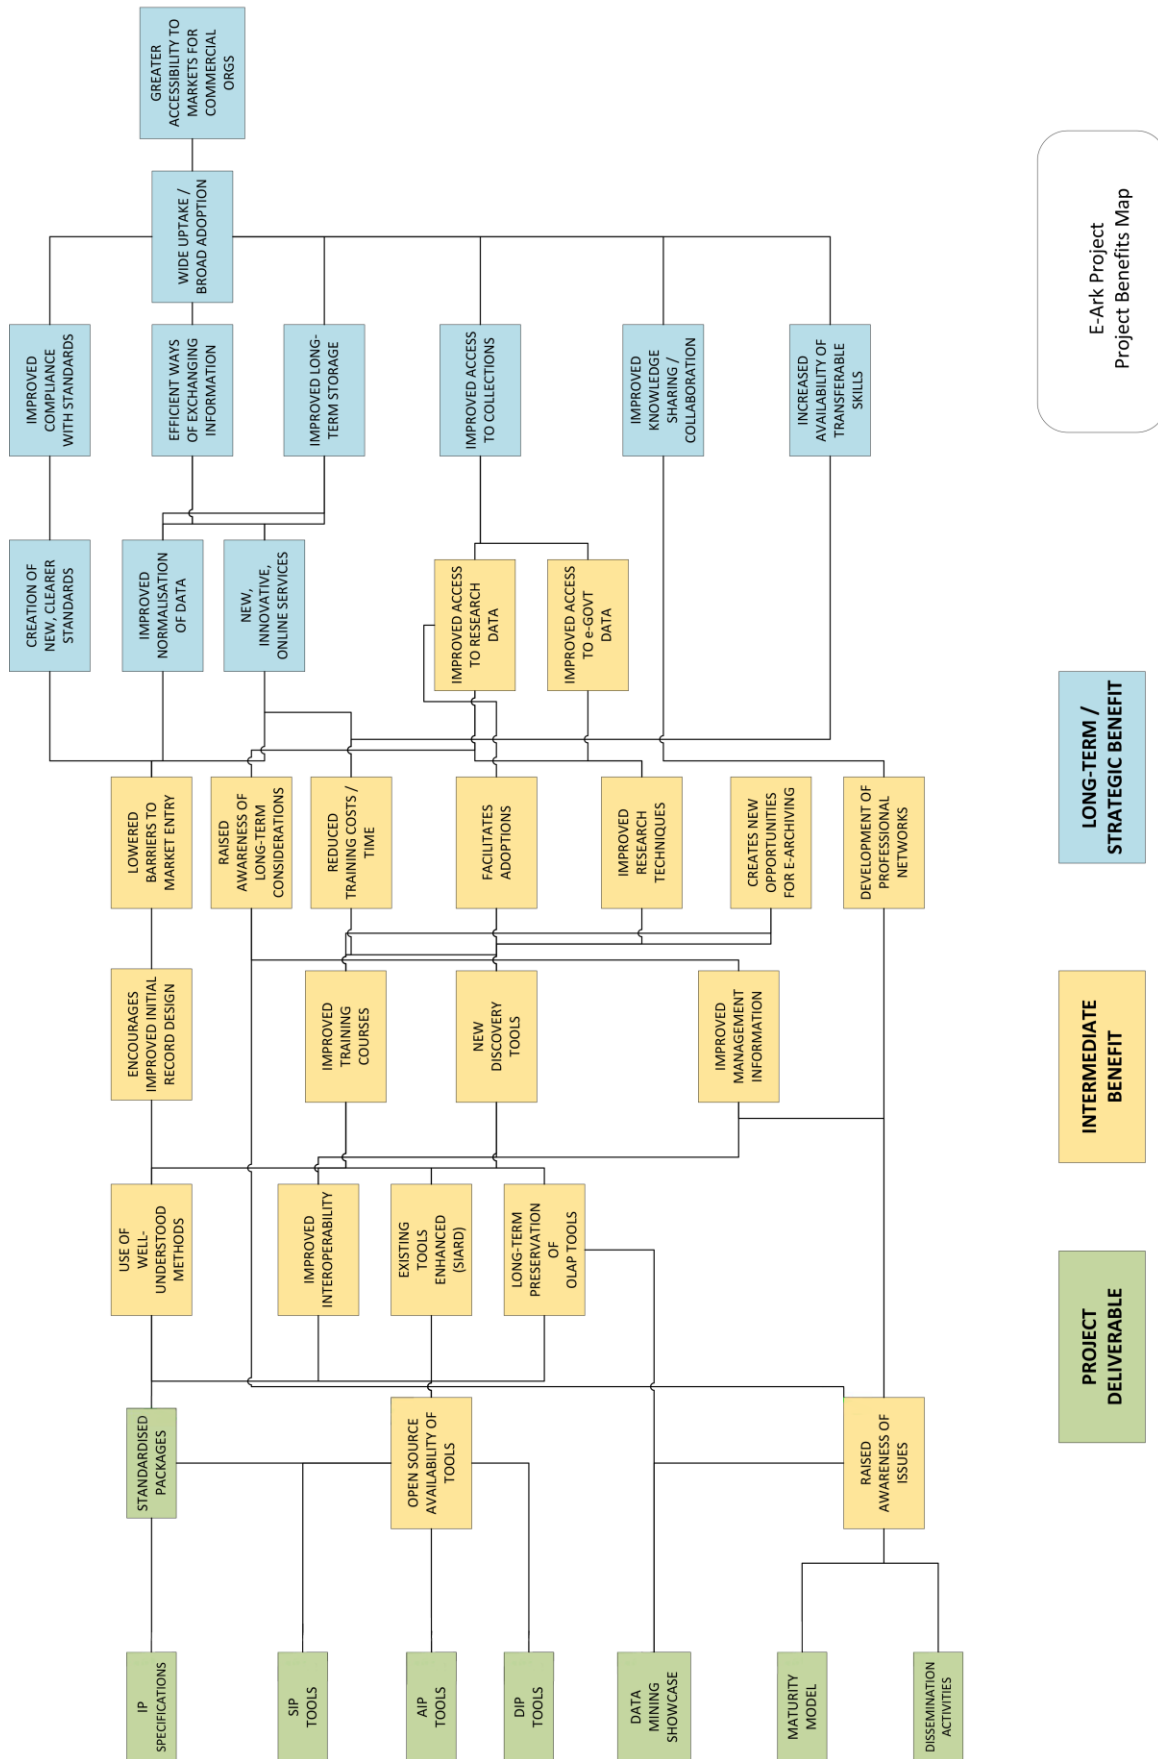 IP
SPECIFICATIONS
SIP
TOOLS
AIP
TOOLS
DIP
TOOLS
DATA
MINING
SHOWCASE
MATURITY
MODEL
DISSEMINATION
ACTIVITIES
STANDARDISED
PACKAGES
OPEN SOURCE
AVAILABILITY OF
TOOLS
RAISED
AWARENESS OF
ISSUES
USE OF
WELL-
UNDERSTOOD
METHODS
IMPROVED
INTEROPERABILITY
EXISTING
TOOLS
ENHANCED
(SIARD)
LONG-TERM
PRESERVATION
OF
OLAP TOOLS
ENCOURAGES
IMPROVED INITIAL
RECORD DESIGN
IMPROVED
TRAINING
COURSES
NEW
DISCOVERY
TOOLS
IMPROVED
MANAGEMENT
INFORMATION
LOWERED
BARRIERS TO
MARKET ENTRY
RAISED
AWARENESS OF
LONG-TERM
CONSIDERATIONS
REDUCED
TRAINING COSTS /
TIME
FACILITATES
ADOPTIONS
IMPROVED
RESEARCH
TECHNIQUES
CREATES NEW
OPPORTUNITIES
FOR E-ARCHIVING
DEVELOPMENT OF
PROFESSIONAL
NETWORKS
CREATION OF
NEW, CLEARER
STANDARDS
IMPROVED
NORMALISATION
OF DATA
NEW,
INNOVATIVE,
ONLINE SERVICES
IMPROVED ACCESS
TO RESEARCH
DATA
IMPROVED ACCESS
TO e-GOVT
DATA
IMPROVED
COMPLIANCE
WITH STANDARDS
EFFICIENT WAYS
OF EXCHANGING
INFORMATION
IMPROVED LONG-
TERM STORAGE
IMPROVED ACCESS
TO COLLECTIONS
IMPROVED
KNOWLEDGE
SHARING /
COLLABORATION
INCREASED
AVAILABILITY OF
TRANSFERABLE
SKILLS
WIDE UPTAKE /
BROAD ADOPTION
GREATER
ACCESSIBILITY TO
MARKETS FOR
COMMERCIAL
ORGS
PROJECT
DELIVERABLE
INTERMEDIATE
BENEFIT
LONG-TERM /
STRATEGIC BENEFIT
E-Ark Project
Project Benefits Map